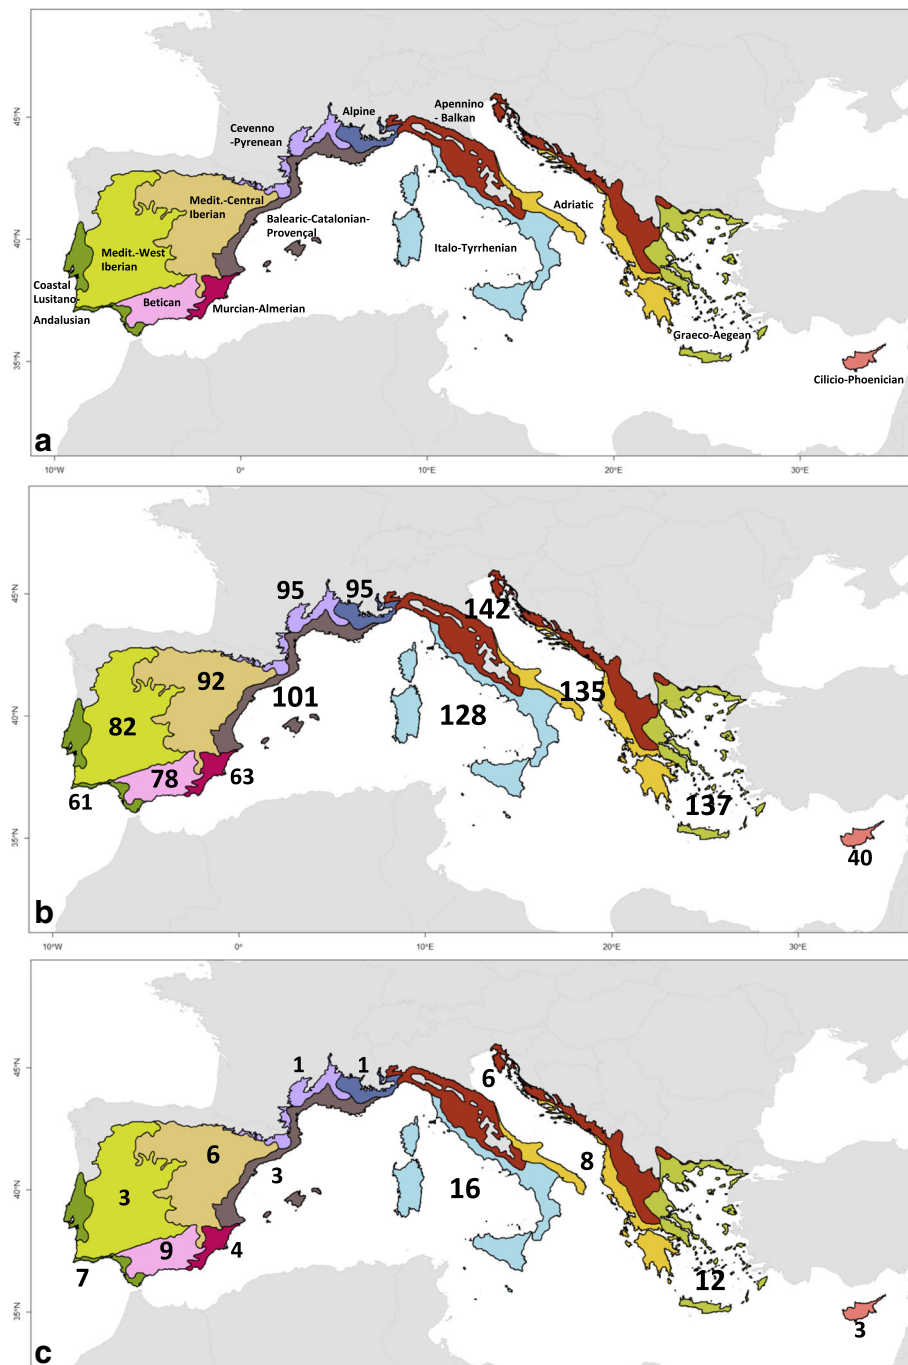 45°N
40°N
35°N
Alpine
Apennino
- Balkan
Cevenno
-Pyrenean
Medit.-Central
Iberian
Balearic-Catalonian-
Provençal
Adriatic
Medit.-West
Iberian
Italo-Tyrrhenian
Coastal
Lusitano-
Andalusian
Betican
Murcian-Almerian
Graeco-Aegean
Cilicio-Phoenician
a
10°W 0° 10°E 20°E 30°E
45°N
40°N
35°N
95 95
142
92
101
135
128
82
78
63
61
137
40
b
10°W 0° 10°E 20°E 30°E
45°N
40°N
35°N
1 1
6
6
3
8
16
3
9
4
7
12
3
c